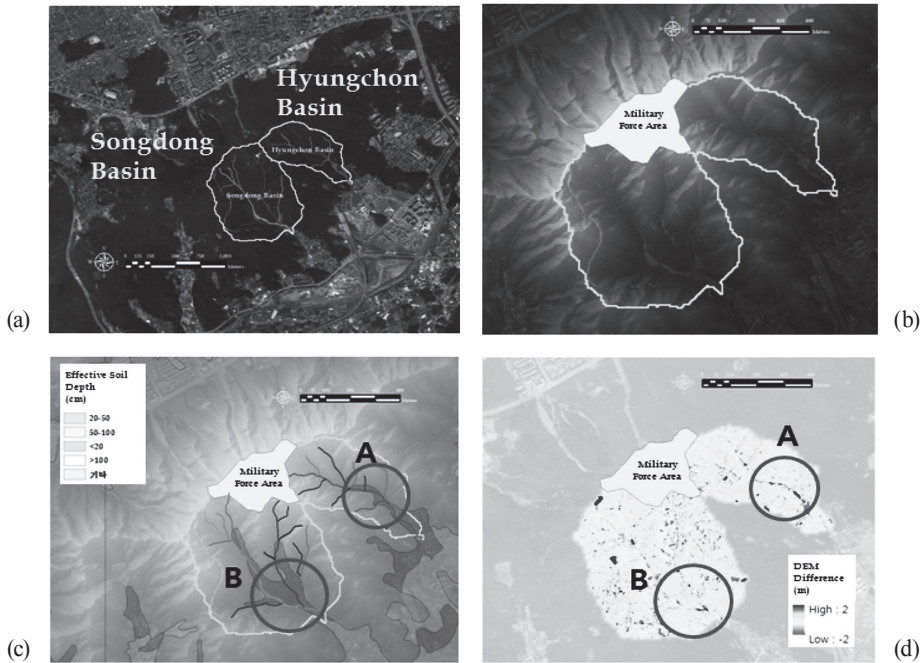 Hyungchon
Basin
Songdong
Basin
Hyungchon Basin
Songdong Basin
Meters
(a)
Military
Force Area
Meters
(b)
Effective Soil
Depth
(cm)
20-50
50-100
<20
>100
기타
Military
Force Area
A
B
(c)
Military
Force Area
A
B
DEM
Difference
(m)
High : 2
Low : -2
(d)